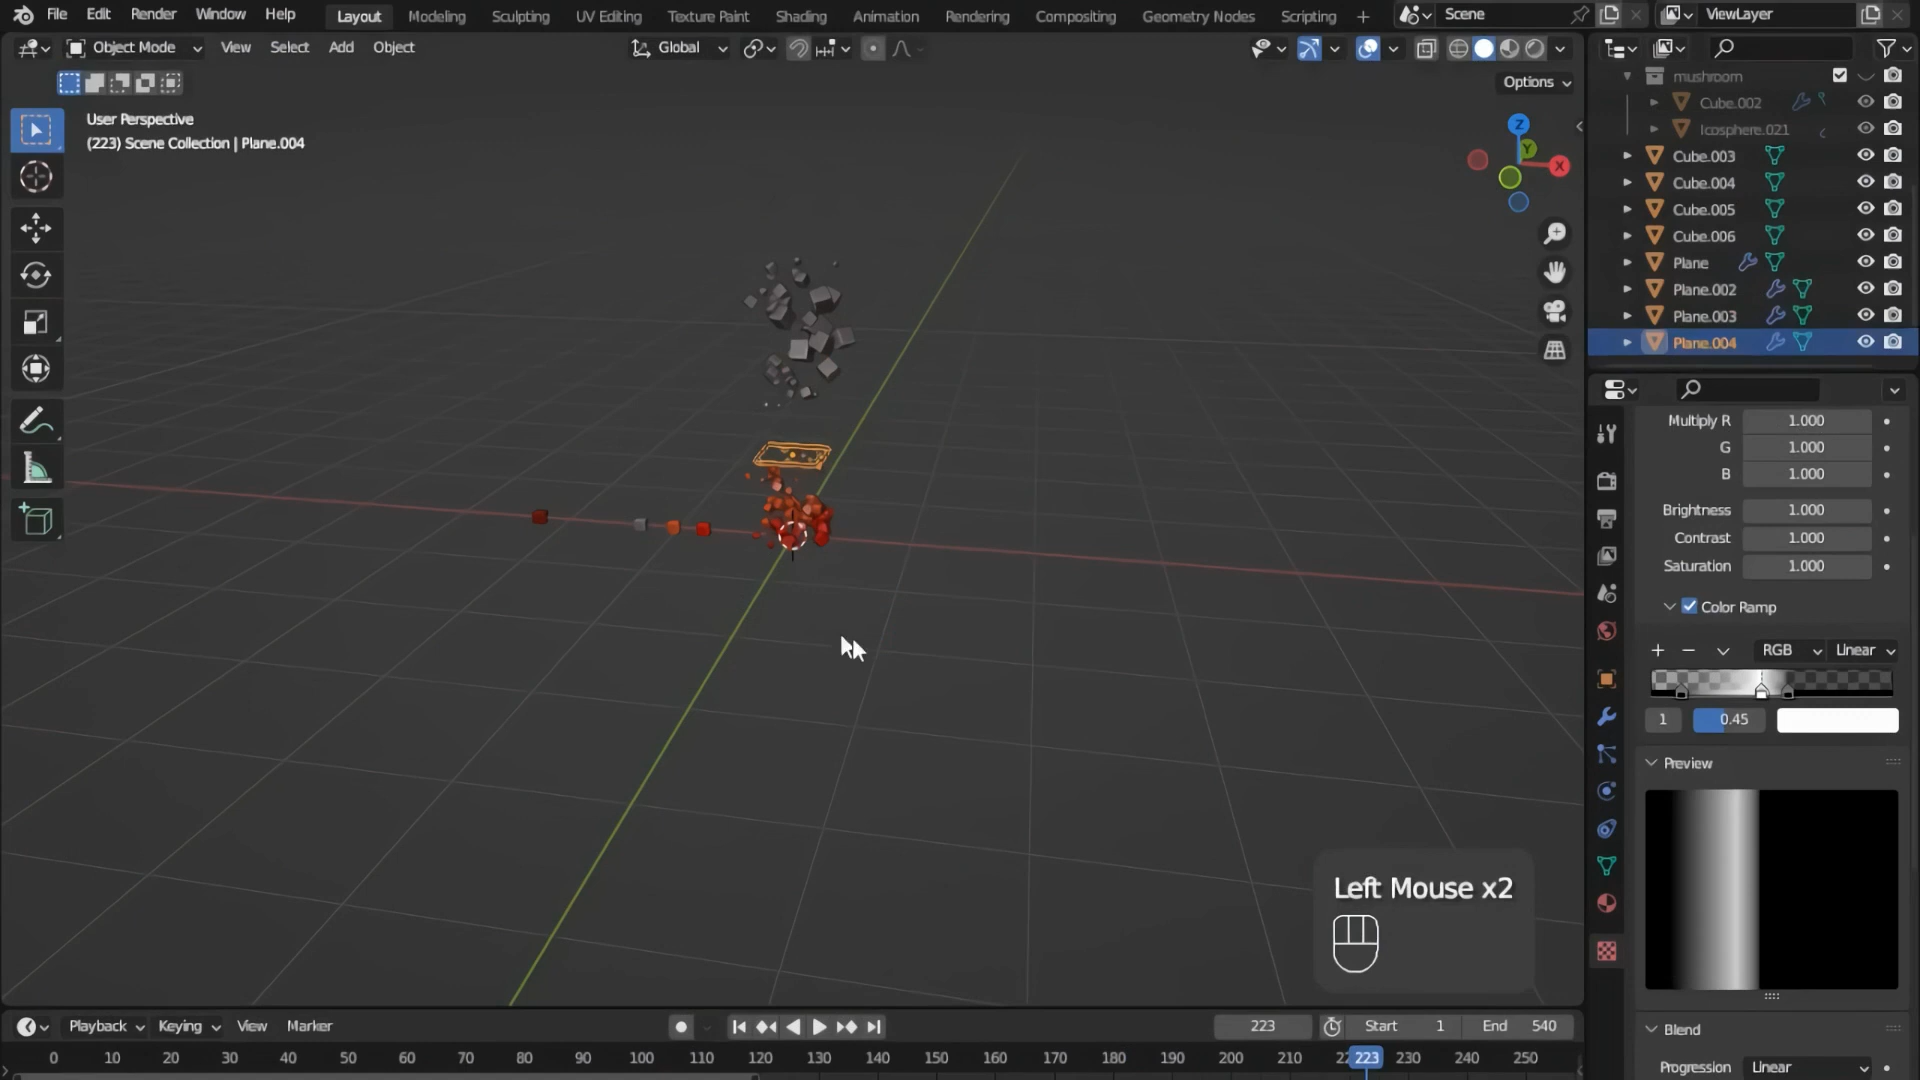 File Edit Render Window Help Layout Modeling Sculpting UV Editing Texture Paint Shading Animation Rendering Compositing Geometry Nodes Scripting + Scene ViewLayer
Object Mode View Select Add Object Global
Options
User Perspective
(223) Scene Collection | Plane.004
Z
Y
X
mushroom
Cube.002
Icosphere.021
Cube.003
Cube.004
Cube.005
Cube.006
Plane
Plane.002
Plane.003
Plane.004
Multiply R 1.000
G 1.000
B 1.000
Brightness 1.000
Contrast 1.000
Saturation 1.000
Color Ramp
+ − RGB Linear
1 0.45
Preview
Left Mouse x2
Blend
Progression Linear
Playback Keying View Marker 223 Start 1 End 540
0 10 20 30 40 50 60 70 80 90 100 110 120 130 140 150 160 170 180 190 200 210 223 230 240 250